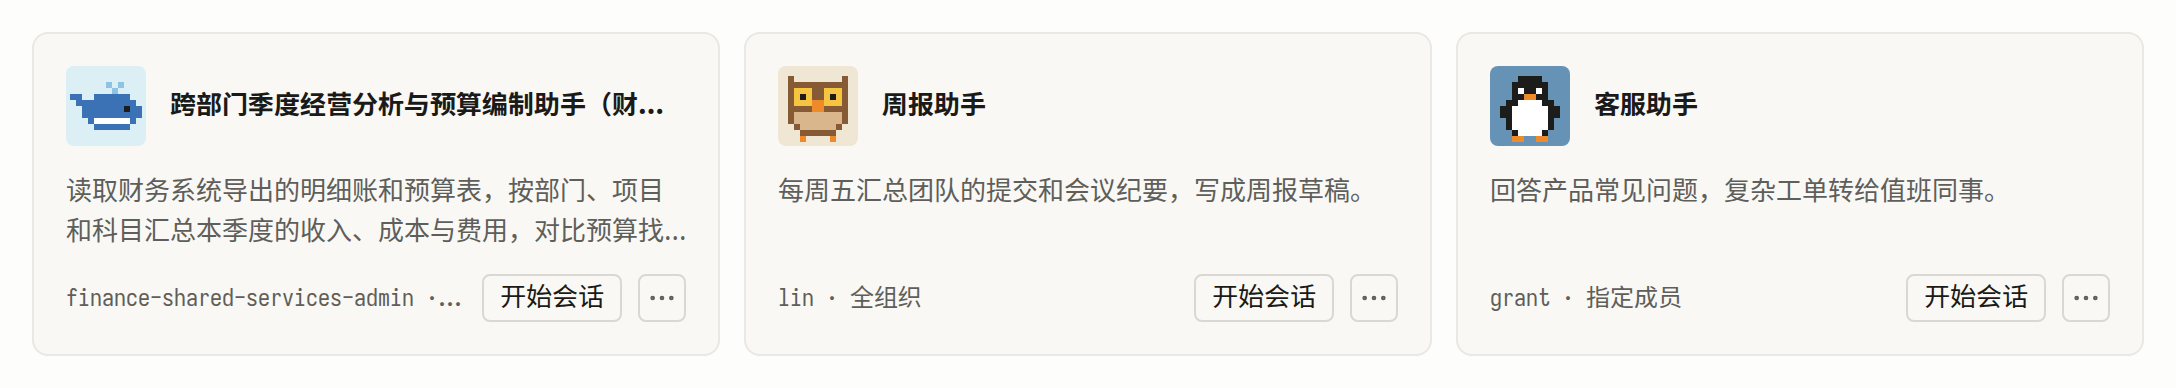 跨部门季度经营分析与预算编制助手（财...
读取财务系统导出的明细账和预算表，按部门、项目
和科目汇总本季度的收入、成本与费用，对比预算找...
finance-shared-services-admin ·...
开始会话
···
周报助手
每周五汇总团队的提交和会议纪要，写成周报草稿。
lin · 全组织
开始会话
···
客服助手
回答产品常见问题，复杂工单转给值班同事。
grant · 指定成员
开始会话
···